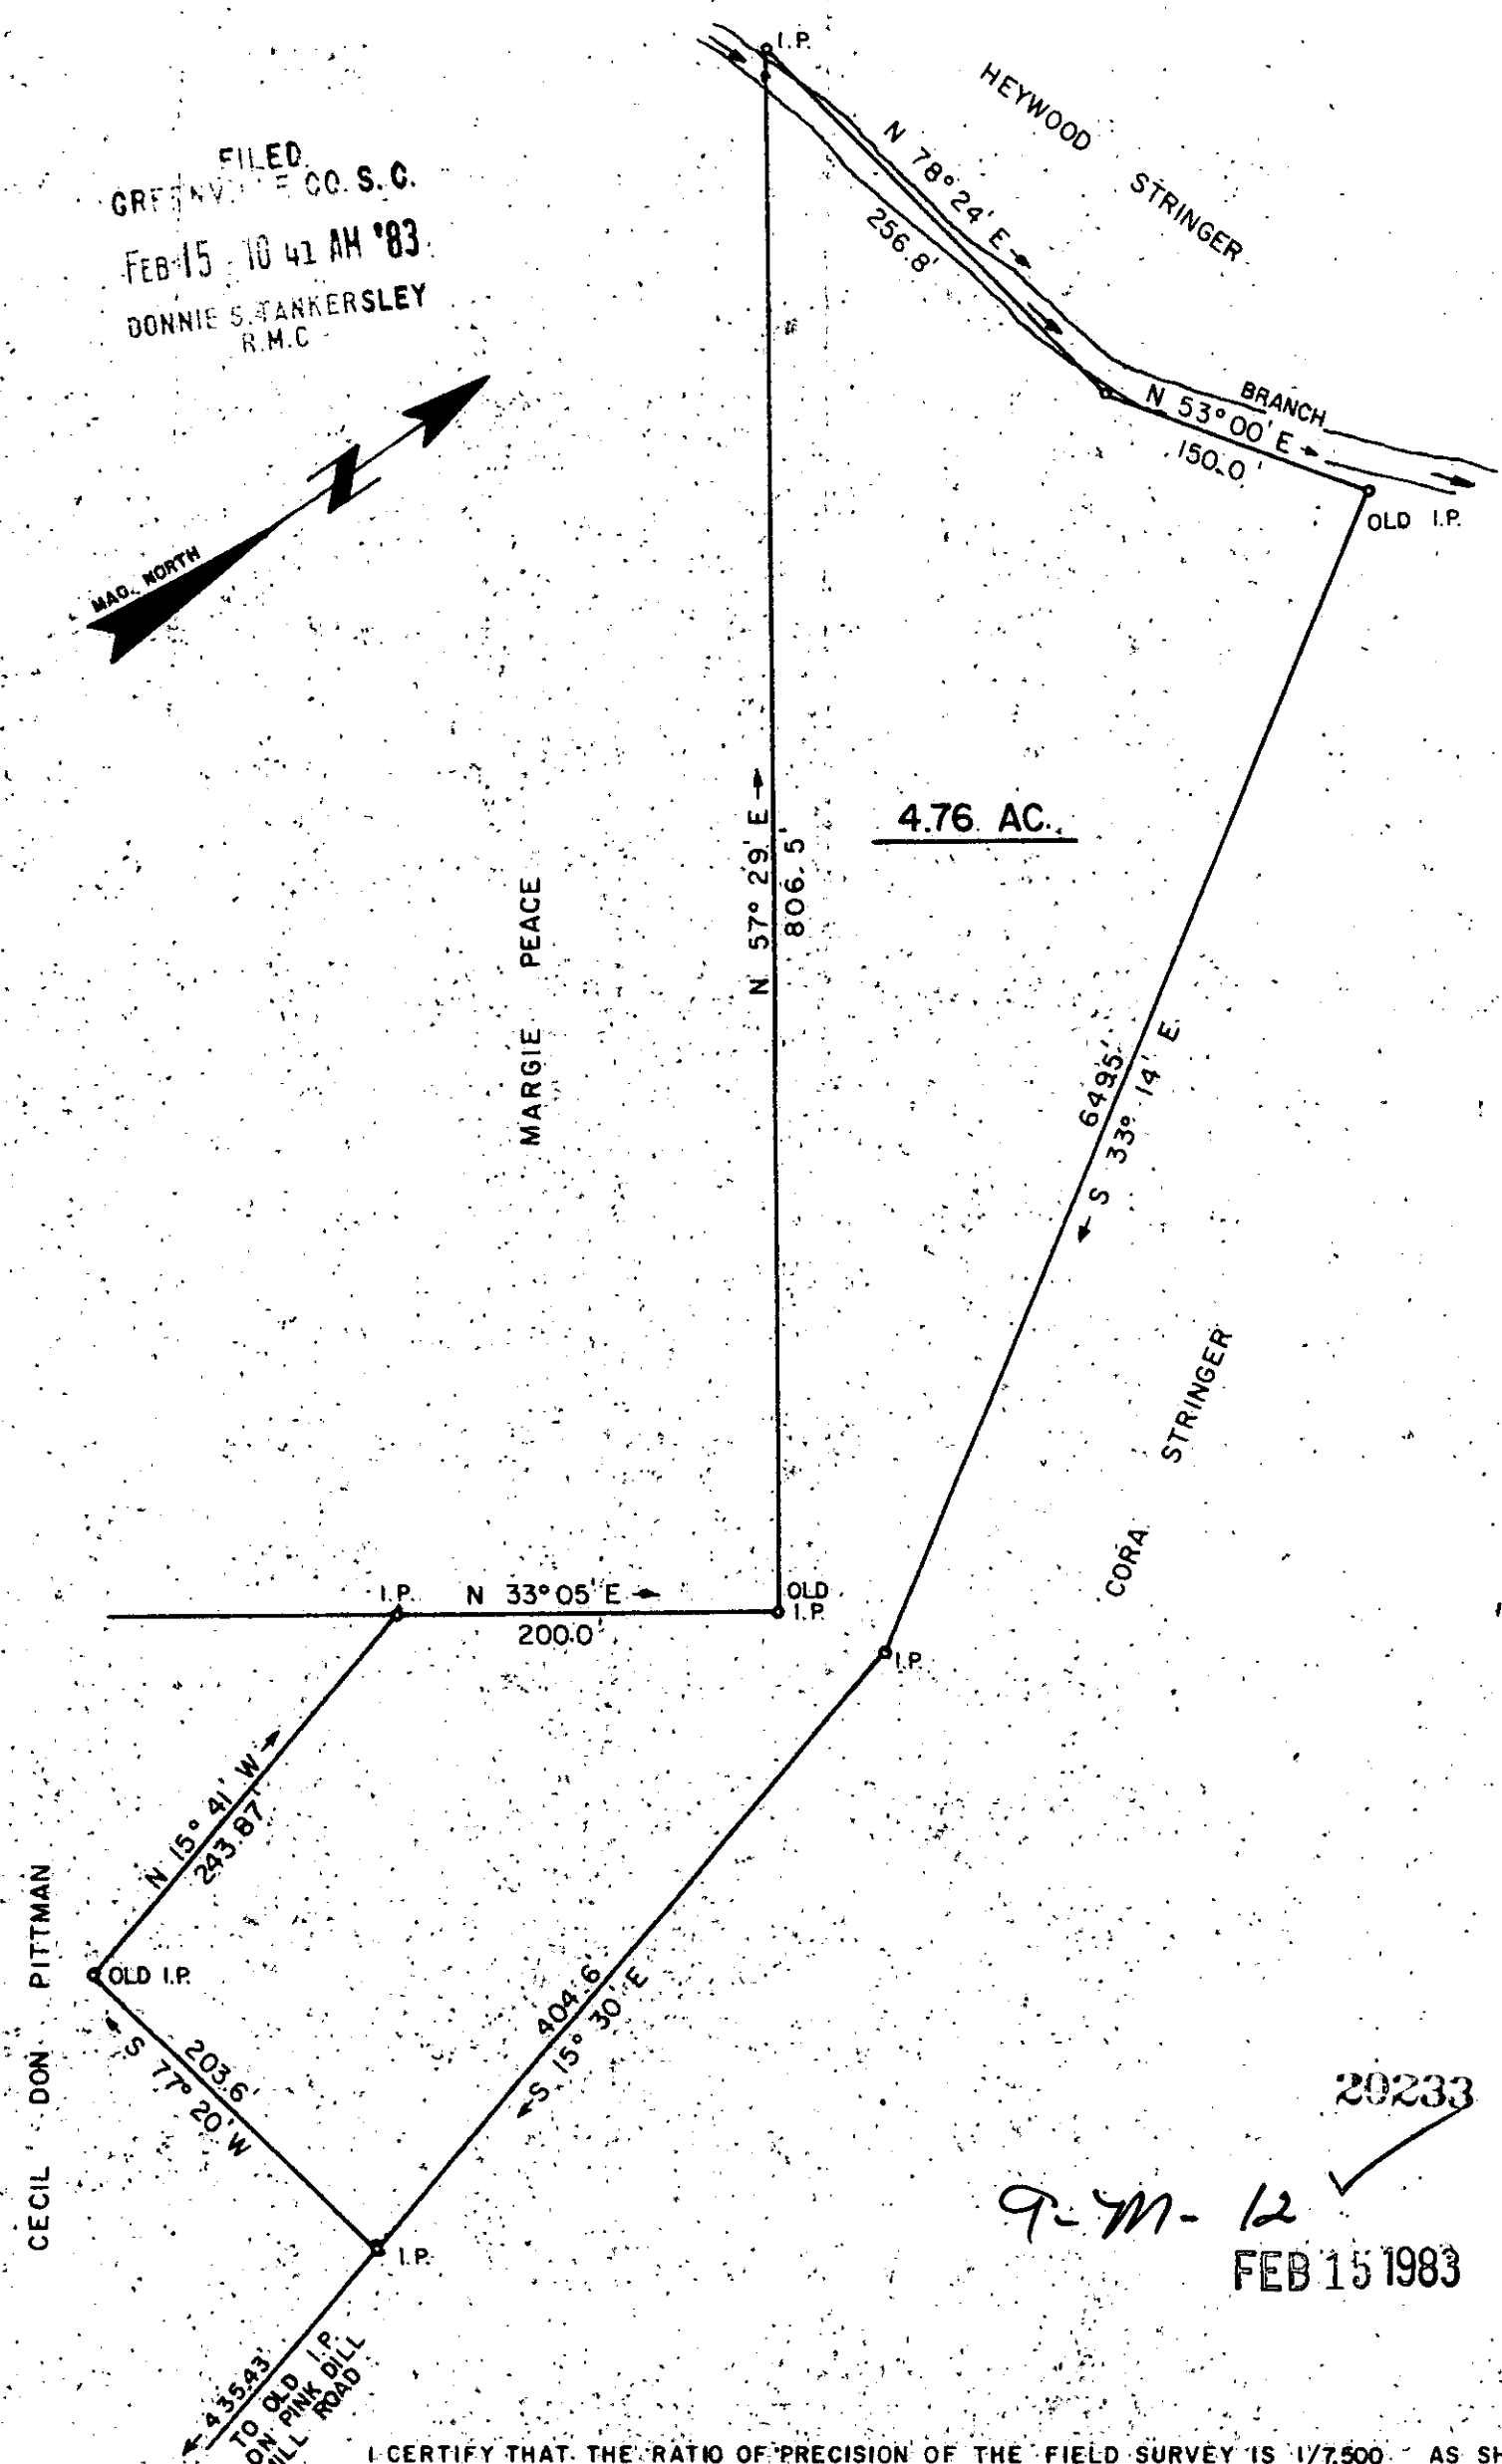 FILED
GREENVILLE CO. S. C.
FEB 15 10 41 AM '83
DONNIE S. TANKERSLEY
R.M.C
MAG. NORTH
N
I.P.
HEYWOOD STRINGER
N 78° 24' E
256.8'
BRANCH
N 53° 00' E
150.0'
OLD I.P.
4.76 AC.
N 57° 29' E
806.5'
MARGIE PEACE
649.5'
S 33° 14' E
CORA STRINGER
I.P.
N 33° 05' E
200.0'
OLD
I.P.
I.P.
N 15° 41' W
243.87'
CECIL DON PITTMAN
OLD I.P.
203.6'
S 77° 20' W
404.6'
S 15° 30' E
I.P.
20233
12
FEB 15 1983
435.43'
TO OLD I.P.
ON PINK DILL
MILL ROAD
I CERTIFY THAT THE RATIO OF PRECISION OF THE FIELD SURVEY IS 1/7,500 AS